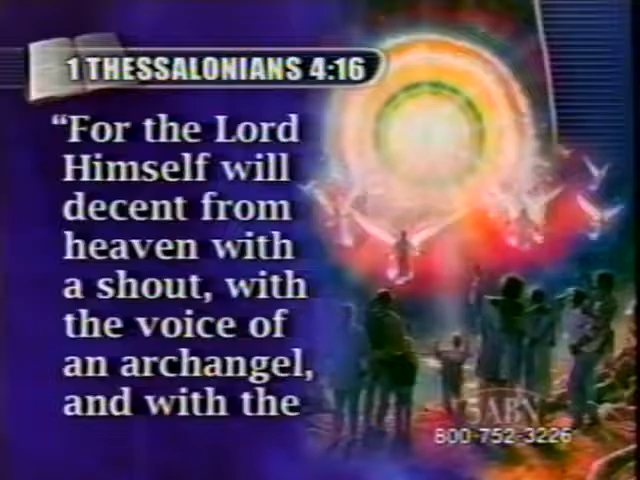 1 THESSALONIANS 4:16
“For the Lord
Himself will
decent from
heaven with
a shout, with
the voice of
an archangel,
and with the
3ABN
800-752-3226